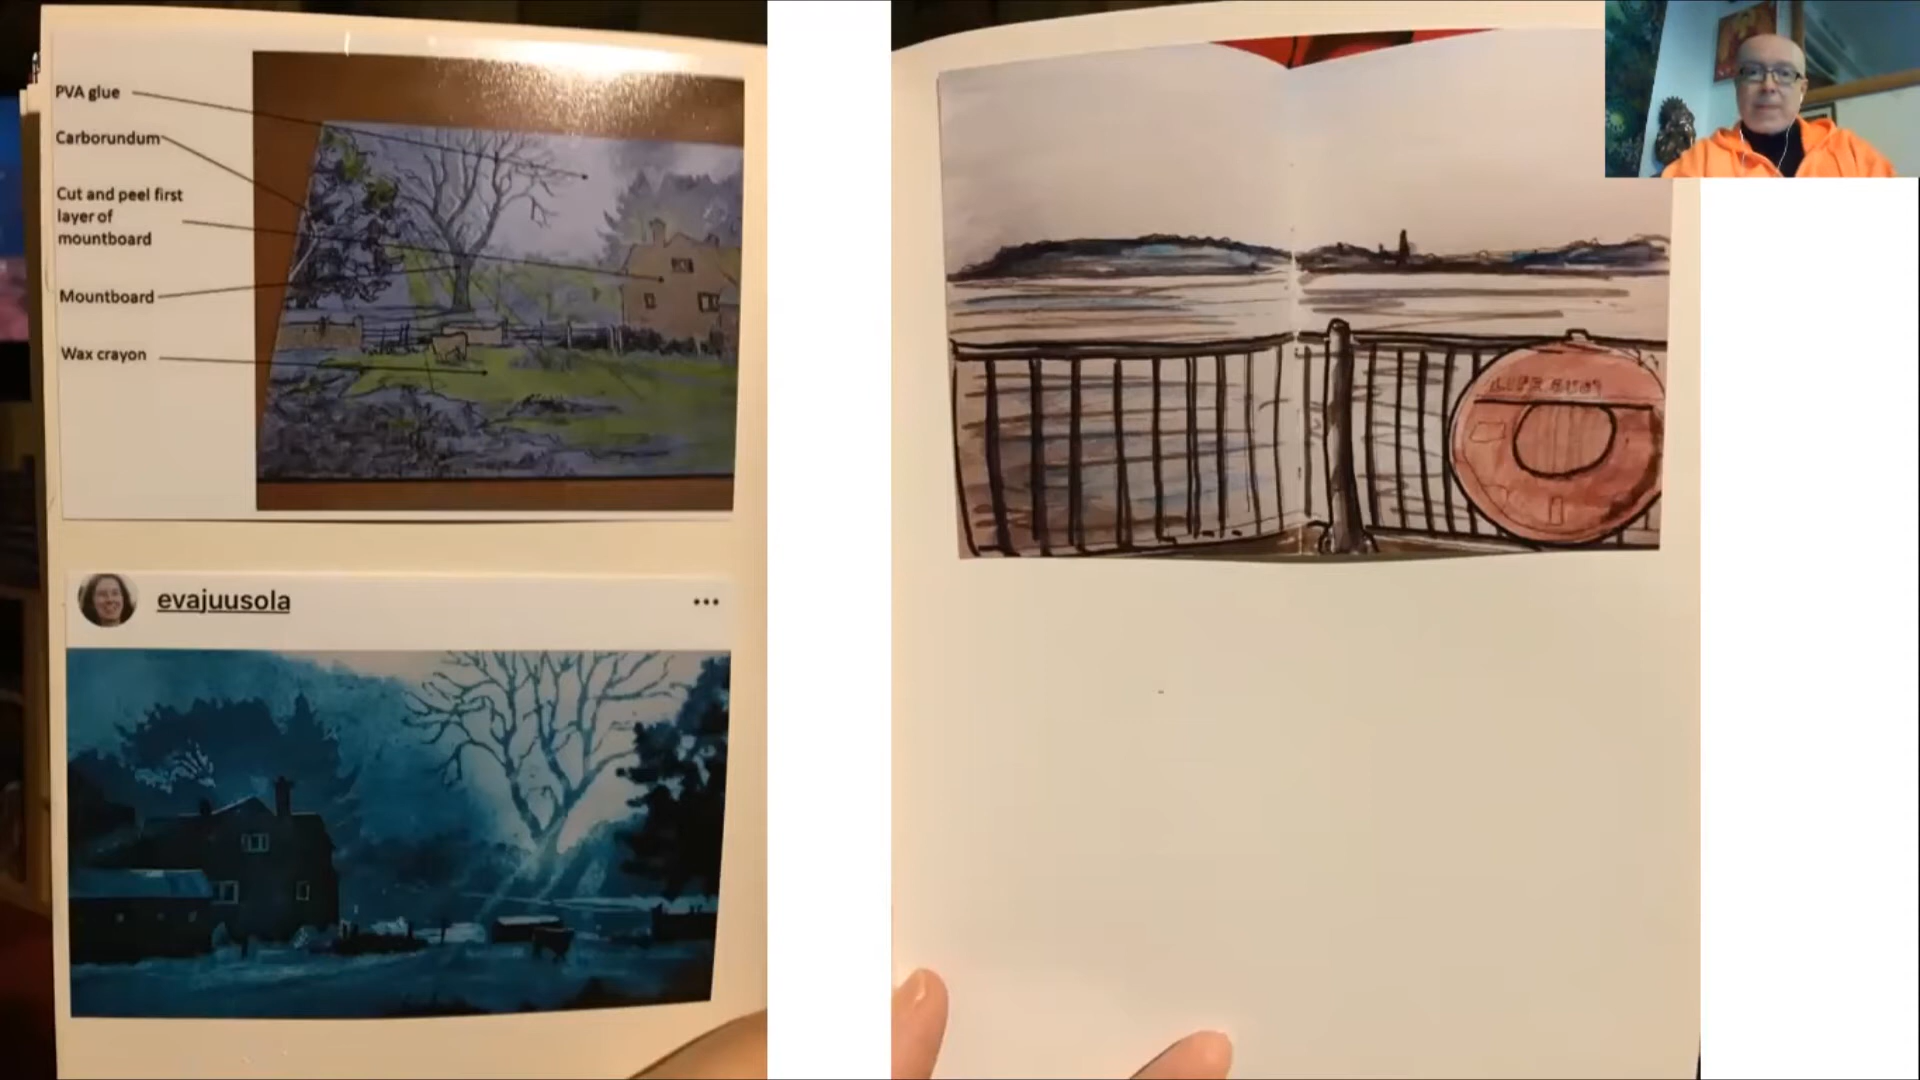 PVA glue
Carborundum
Cut and peel first
layer of
mountboard
Mountboard
Wax crayon
evajuusola